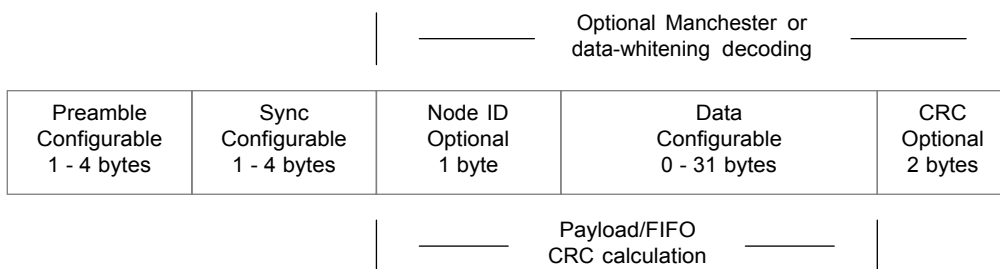 Optional Manchester or
data-whitening decoding
Preamble
Configurable
1 - 4 bytes
Sync
Configurable
1 - 4 bytes
Node ID
Optional
1 byte
Data
Configurable
0 - 31 bytes
CRC
Optional
2 bytes
Payload/FIFO
CRC calculation